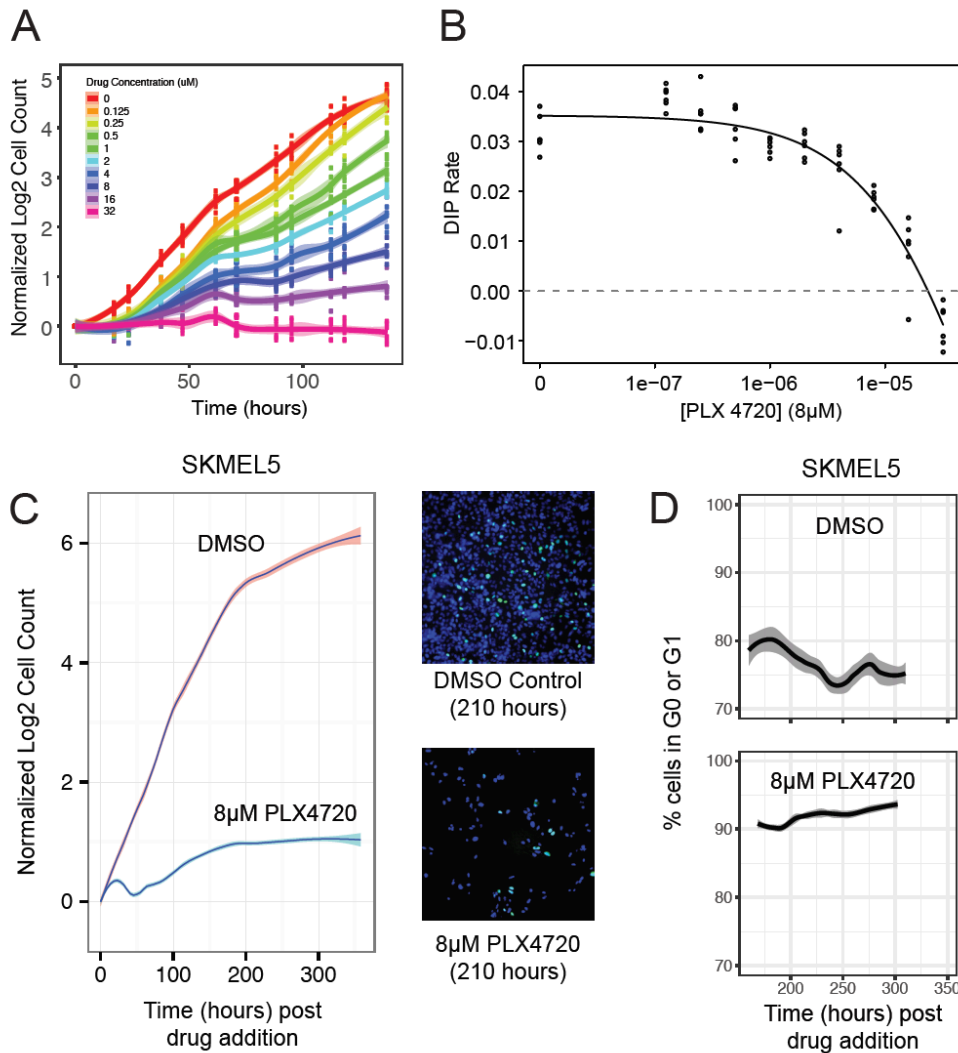 A
Normalized Log2 Cell Count
5
4
3
2
1
0
Drug Concentration (uM)
0
0.125
0.25
0.5
1
2
4
8
16
32
0
50
100
Time (hours)
B
DIP Rate
0.04
0.03
0.02
0.01
0.00
−0.01
0
1e−07
1e−06
1e−05
[PLX 4720] (8µM)
SKMEL5
C
Normalized Log2 Cell Count
6
4
2
0
DMSO
8µM PLX4720
0
100
200
300
Time (hours) post
drug addition
DMSO Control
(210 hours)
8µM PLX4720
(210 hours)
SKMEL5
D
% cells in G0 or G1
100
90
80
70
DMSO
100
90
80
70
8µM PLX4720
200
250
300
350
Time (hours) post
drug addition